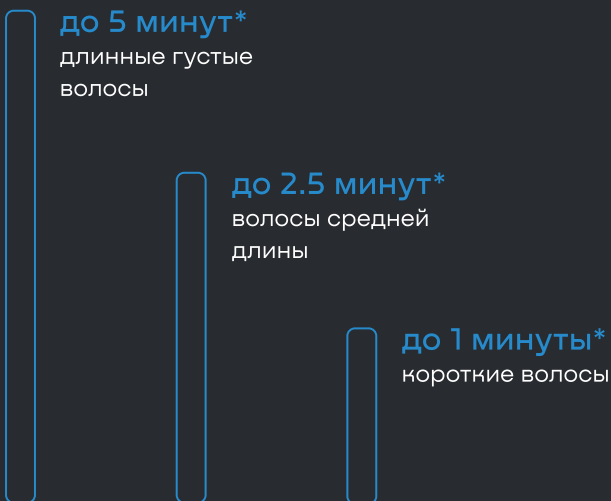 до 5 минут*
длинные густые
волосы
до 2.5 минут*
волосы средней
длины
до 1 минуты*
короткие волосы